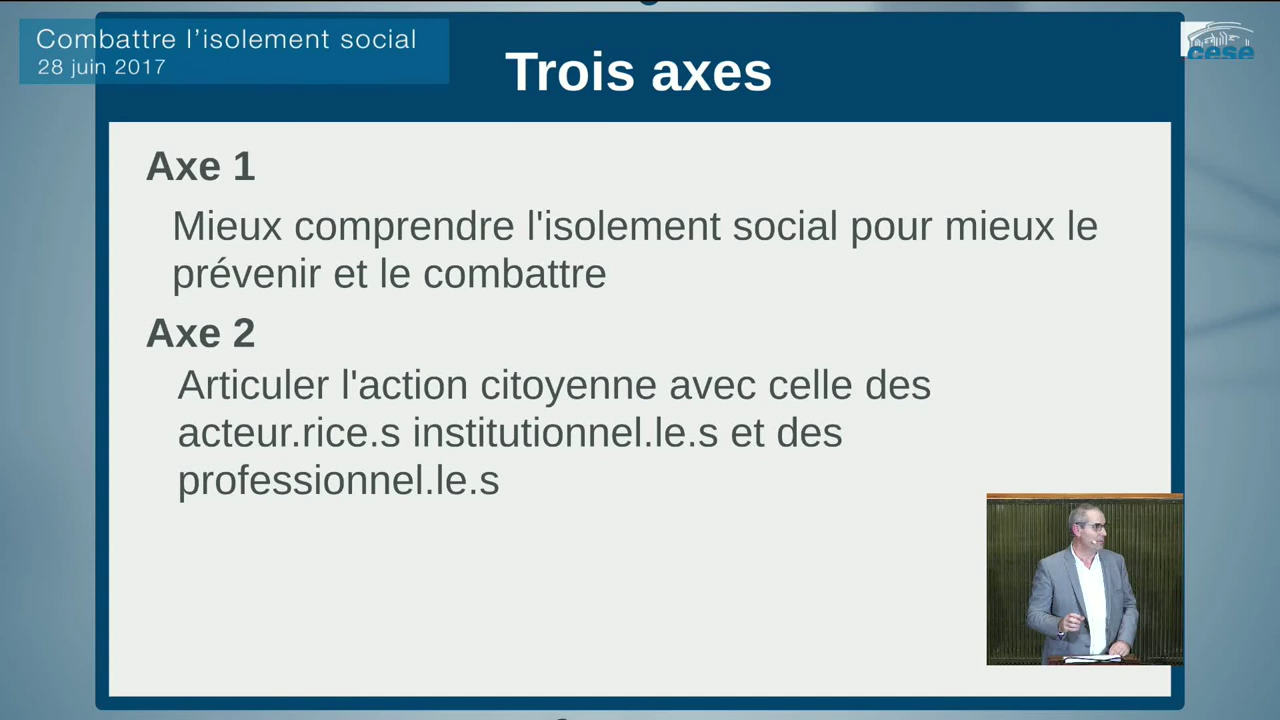 Combattre l’isolement social
28 juin 2017
Trois axes
cese
Axe 1
Mieux comprendre l'isolement social pour mieux le
prévenir et le combattre
Axe 2
Articuler l'action citoyenne avec celle des
acteur.rice.s institutionnel.le.s et des
professionnel.le.s